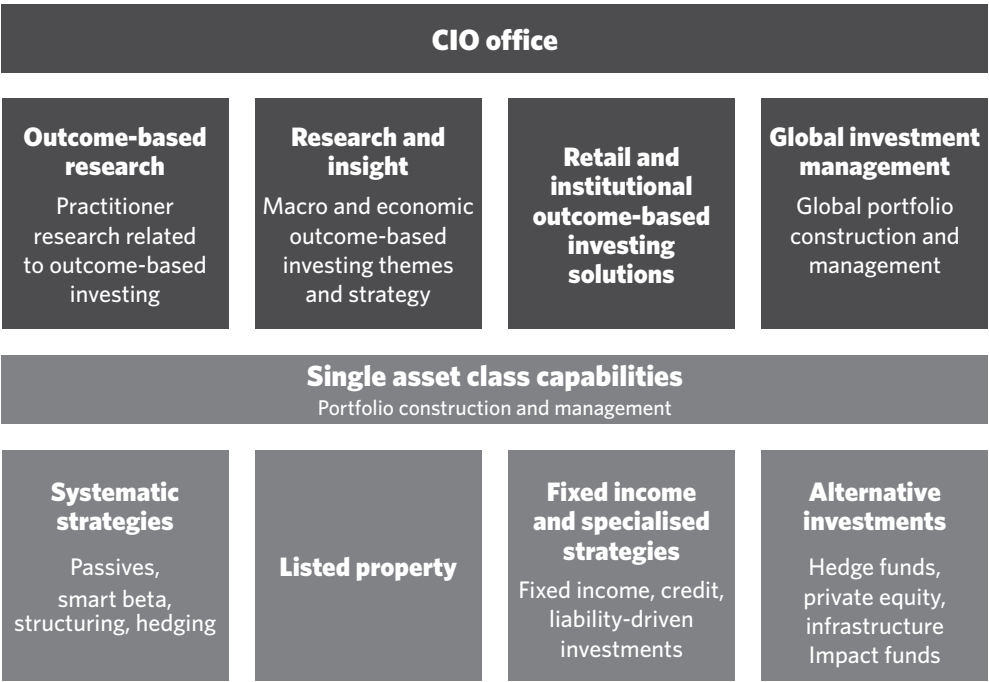 CIO office
Outcome-based
research
Practitioner
research related
to outcome-based
investing
Research and
insight
Macro and economic
outcome-based
investing themes
and strategy
Retail and
institutional
outcome-based
investing
solutions
Global investment
management
Global portfolio
construction and
management
Single asset class capabilities
Portfolio construction and management
Systematic
strategies
Passives,
smart beta,
structuring, hedging
Listed property
Fixed income
and specialised
strategies
Fixed income, credit,
liability-driven
investments
Alternative
investments
Hedge funds,
private equity,
infrastructure
Impact funds